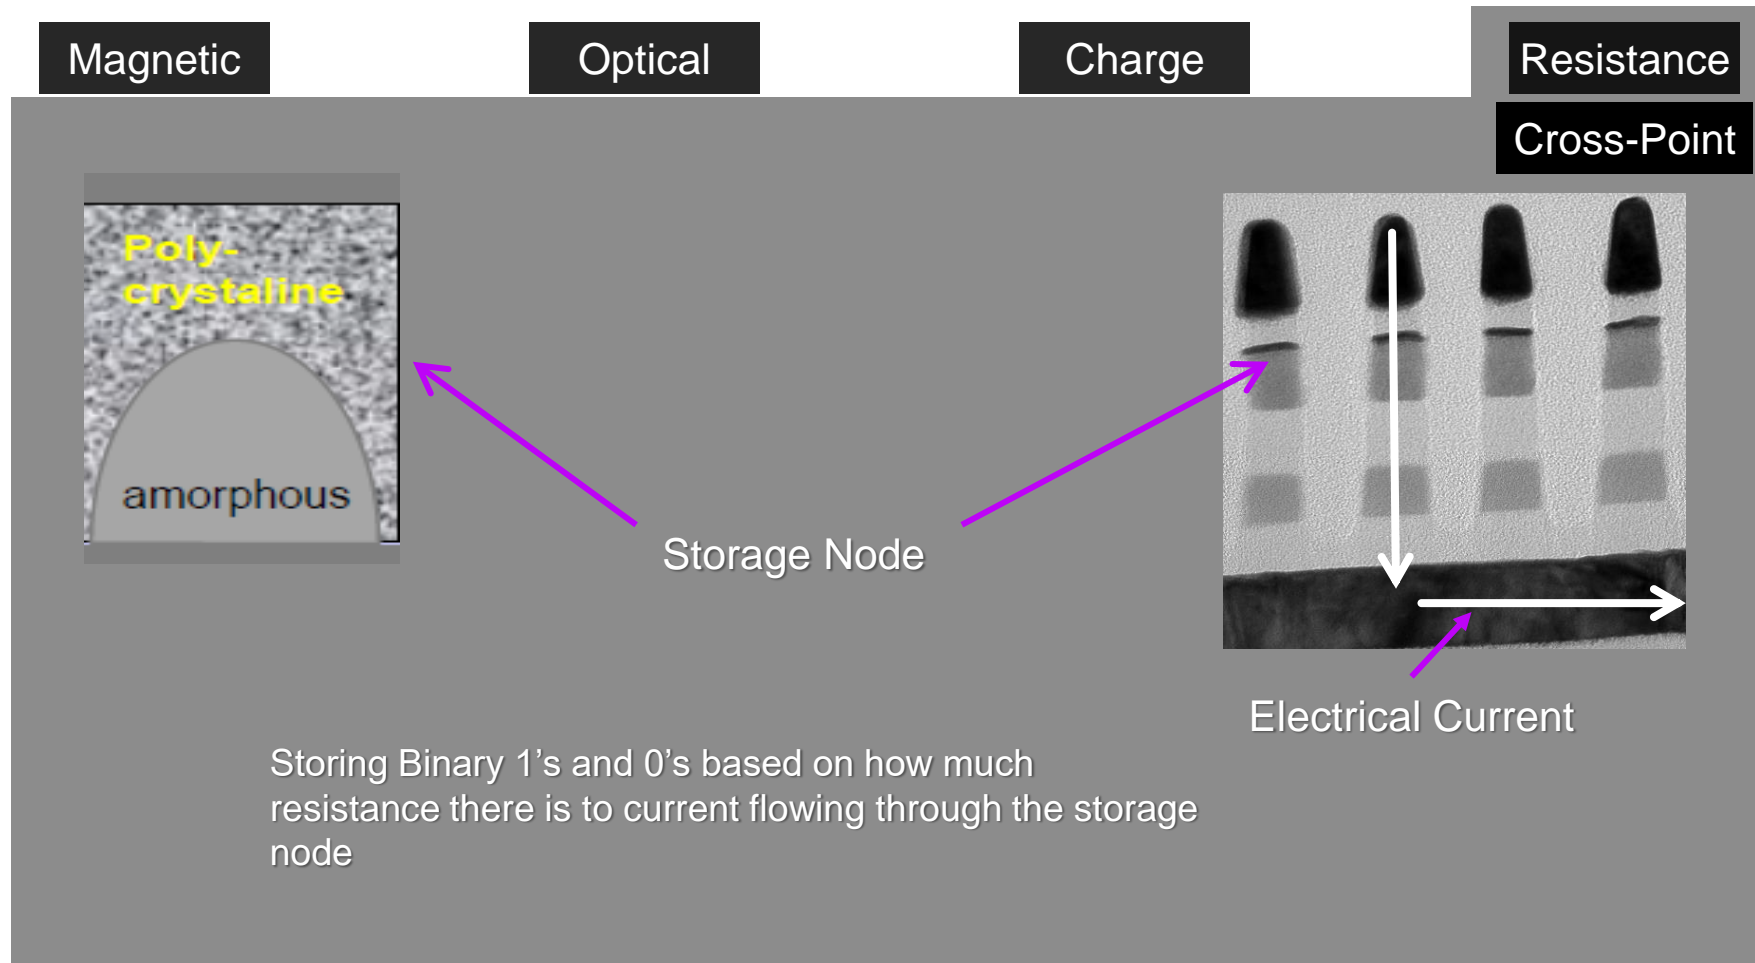 Magnetic
Optical
Charge
Resistance
Cross-Point
Poly-
crystaline
amorphous
Storage Node
Electrical Current
Storing Binary 1’s and 0’s based on how much
resistance there is to current flowing through the storage
node